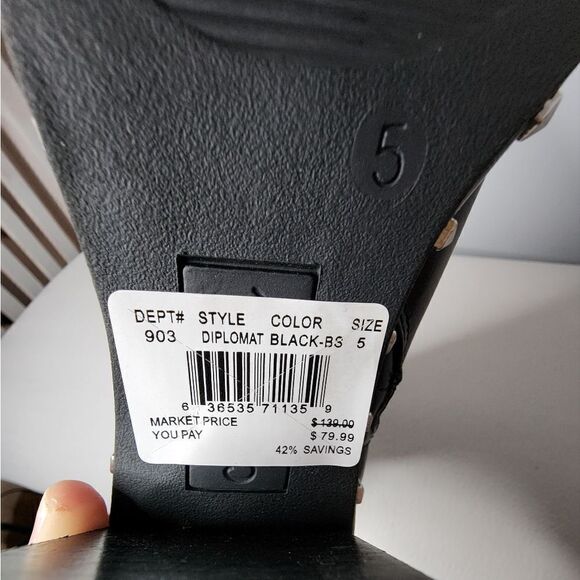 5
DEPT# STYLE COLOR SIZE
903 DIPLOMAT BLACK-BS 5
6 36535 71135 9
MARKET PRICE $139.00
YOU PAY $79.99
42% SAVINGS